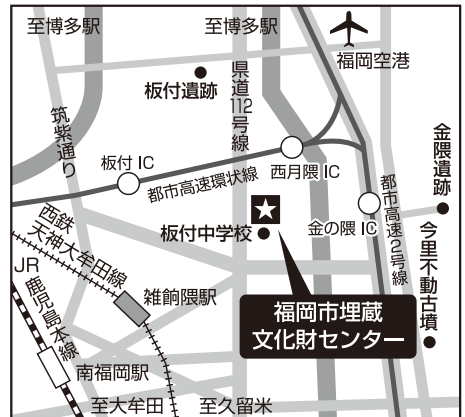 至博多駅
至博多駅
福岡空港
板付遺跡
県道112号線
筑紫通り
板付 IC
都市高速環状線
西月隈 IC
金隈遺跡
西鉄
天神大牟田線
板付中学校
金の隈 IC
都市高速2号線
今里不動古墳
JR
鹿児島本線
雑餉隈駅
福岡市埋蔵
文化財センター
南福岡駅
至大牟田
至久留米